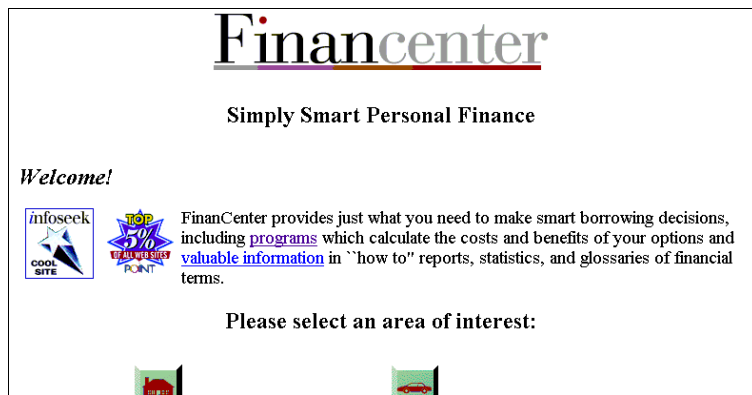 Financenter
Simply Smart Personal Finance
Welcome!
infoseek
COOL
SITE
TOP
5%
OF ALL WEB SITES
POINT
FinanCenter provides just what you need to make smart borrowing decisions,
including programs which calculate the costs and benefits of your options and
valuable information in ``how to" reports, statistics, and glossaries of financial
terms.
Please select an area of interest: